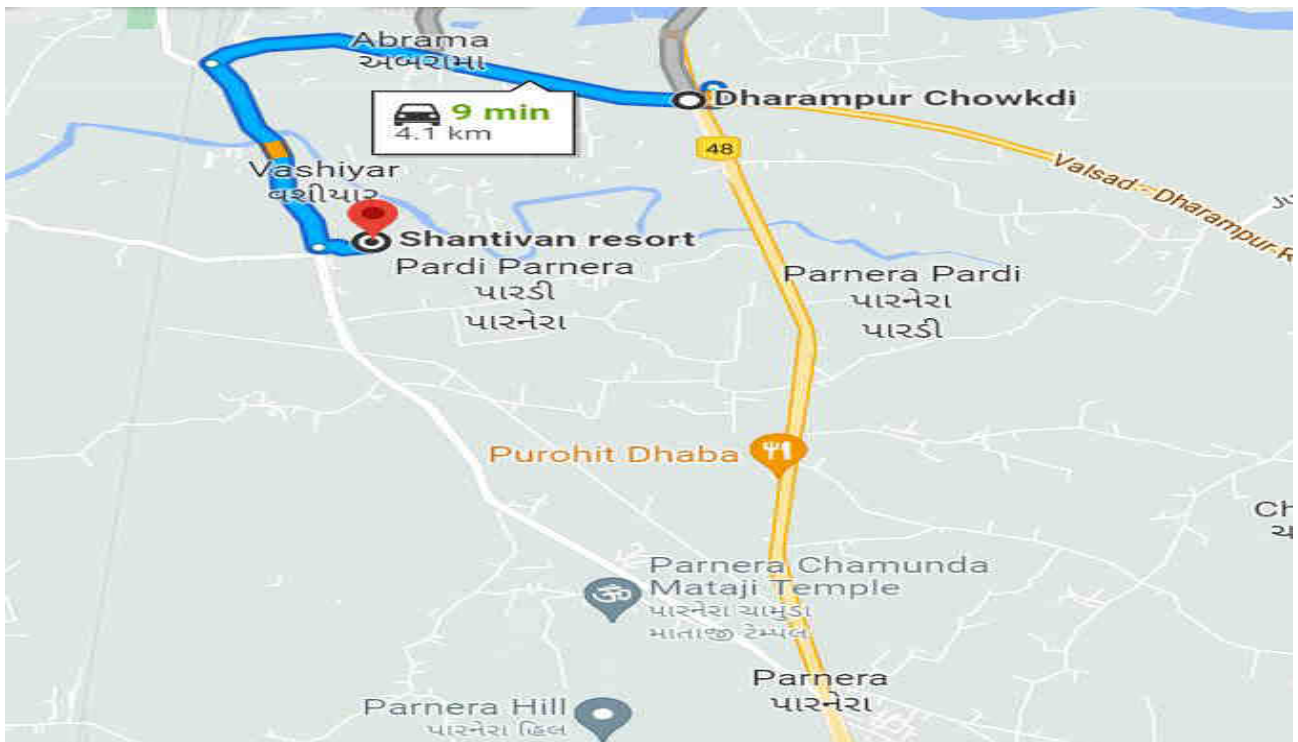 Abrama
અબરામા
Dharampur Chowkdi
9 min
4.1 km
48
Valsad - Dharampur R
Vashiyar
વશીયાર
Shantivan resort
Pardi Parnera
પારડી
પારનેરા
Parnera Pardi
પારનેરા
પારડી
Purohit Dhaba
Ch
Parnera Chamunda
Mataji Temple
પારનેરા ચામુંડા
માતાજી ટેમ્પલ
Parnera
પારનેરા
Parnera Hill
પારનેરા હિલ